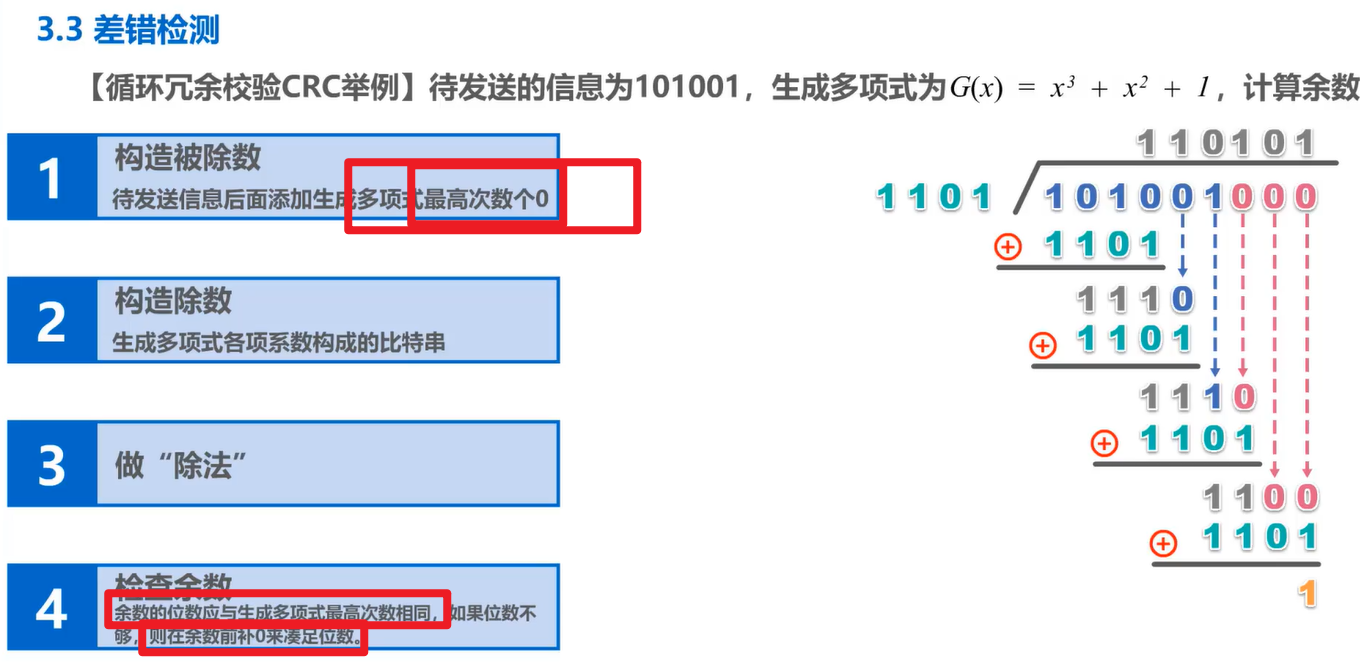 3.3 差错检测
【循环冗余校验CRC举例】待发送的信息为101001，生成多项式为G(x) = x³ + x² + 1，计算余数
1
构造被除数
待发送信息后面添加生成多项式最高次数个0
2
构造除数
生成多项式各项系数构成的比特串
3
做“除法”
4
检查余数
余数的位数应与生成多项式最高次数相同，如果位数不
够，则在余数前补0来凑足位数。
110101
1101 101001000
⊕ 1101
1110
⊕ 1101
1110
⊕ 1101
1100
⊕ 1101
1